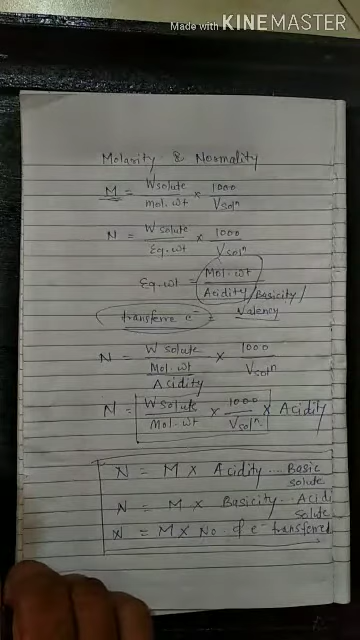 Made with KINEMASTER
Molarity & Normality
M = W solute / mol. wt × 1000 / V solⁿ
N = W solute / Eq. wt × 1000 / V solⁿ
Eq. wt = Mol. wt / Acidity / Basicity /
transferre e⁻ = Valency
N = W solute / Mol. wt / Acidity × 1000 / V solⁿ
N = W solute / Mol. wt × 1000 / V solⁿ × Acidity
N = M × Acidity ... Basic solute
N = M × Basicity .. Acidi solute
N = M × No. of e⁻ transferred